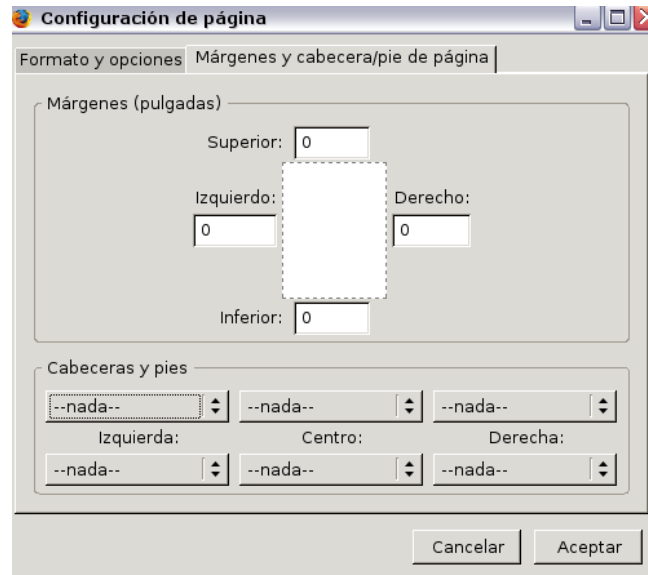 Configuración de página
Formato y opciones Márgenes y cabecera/pie de página
Márgenes (pulgadas)
Superior: 0
Izquierdo: Derecho:
0 0
Inferior: 0
Cabeceras y pies
--nada-- --nada-- --nada--
Izquierda: Centro: Derecha:
--nada-- --nada-- --nada--
Cancelar Aceptar